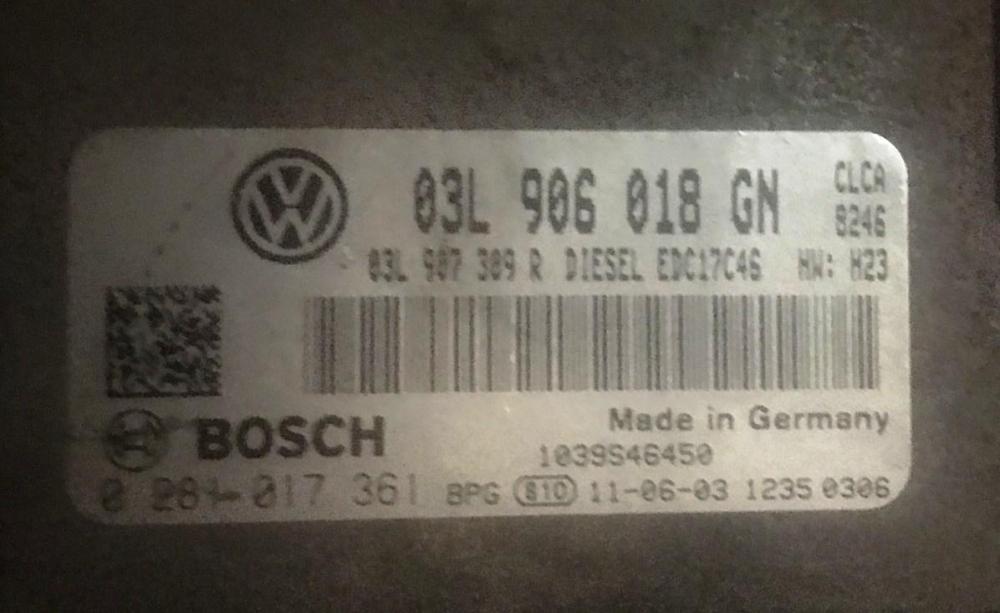 03L 906 018 GN CLCA
8246
03L 907 309 R DIESEL EDC17C46 HW: H23
BOSCH
Made in Germany
1039S46450
0 281 017 361 BPG 810 11-06-03 1235 0306